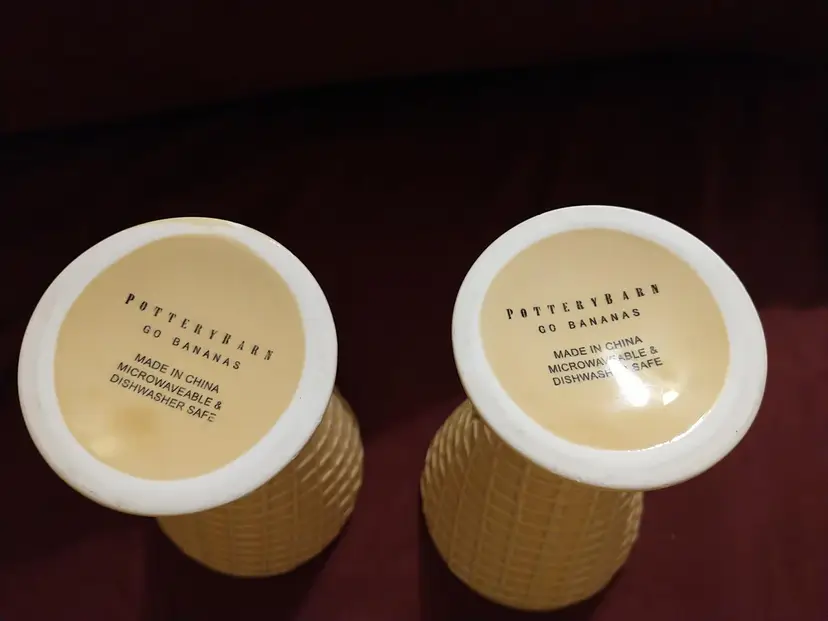 POTTERYBARN
GO BANANAS
MADE IN CHINA
MICROWAVEABLE &
DISHWASHER SAFE
POTTERYBARN
GO BANANAS
MADE IN CHINA
MICROWAVEABLE &
DISHWASHER SAFE